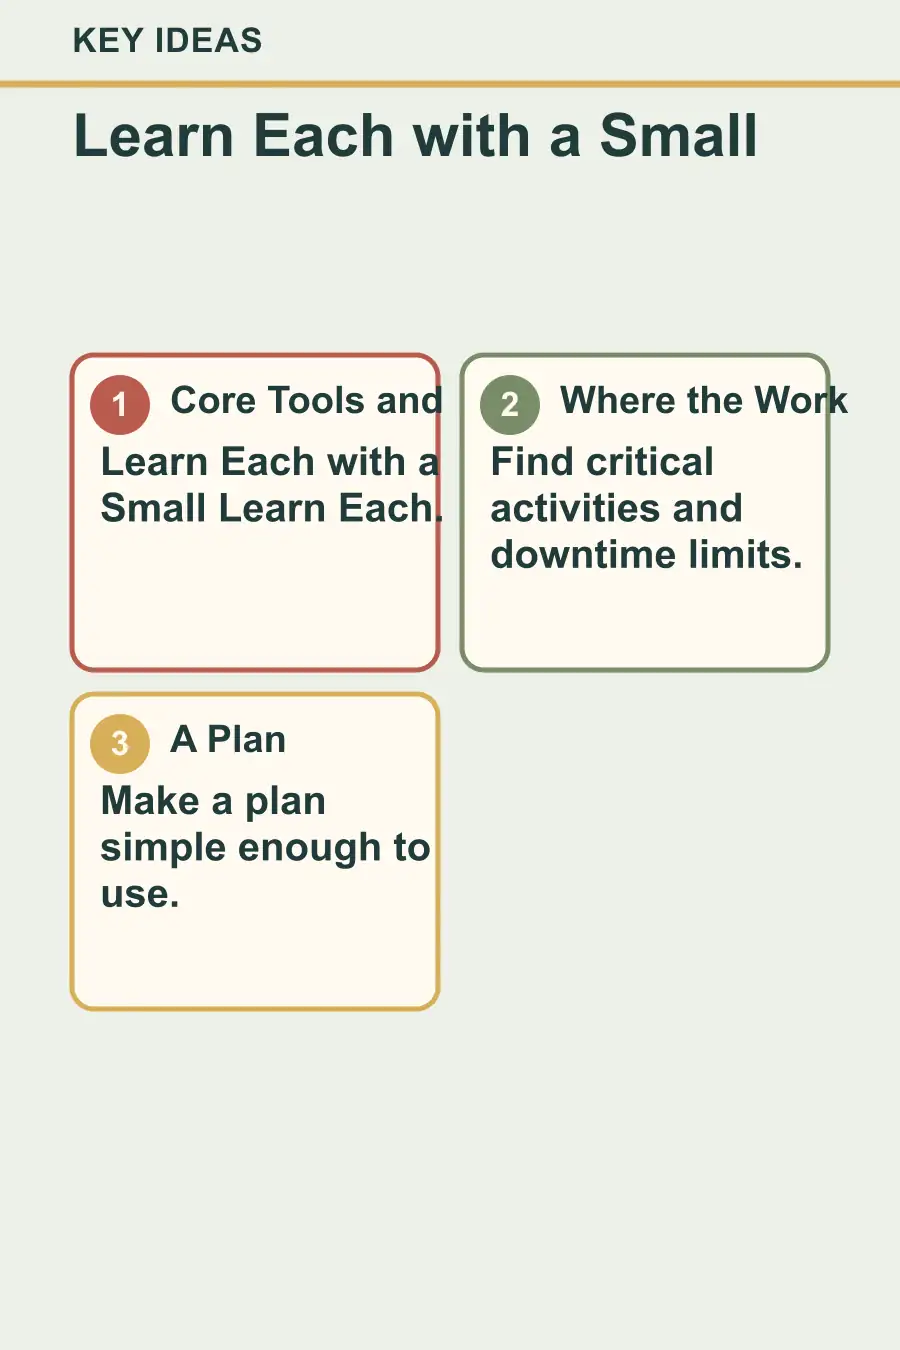 KEY IDEAS
Learn Each with a Small
1 Core Tools and
Learn Each with a
Small Learn Each.
2 Where the Work
Find critical
activities and
downtime limits.
3 A Plan
Make a plan
simple enough to
use.